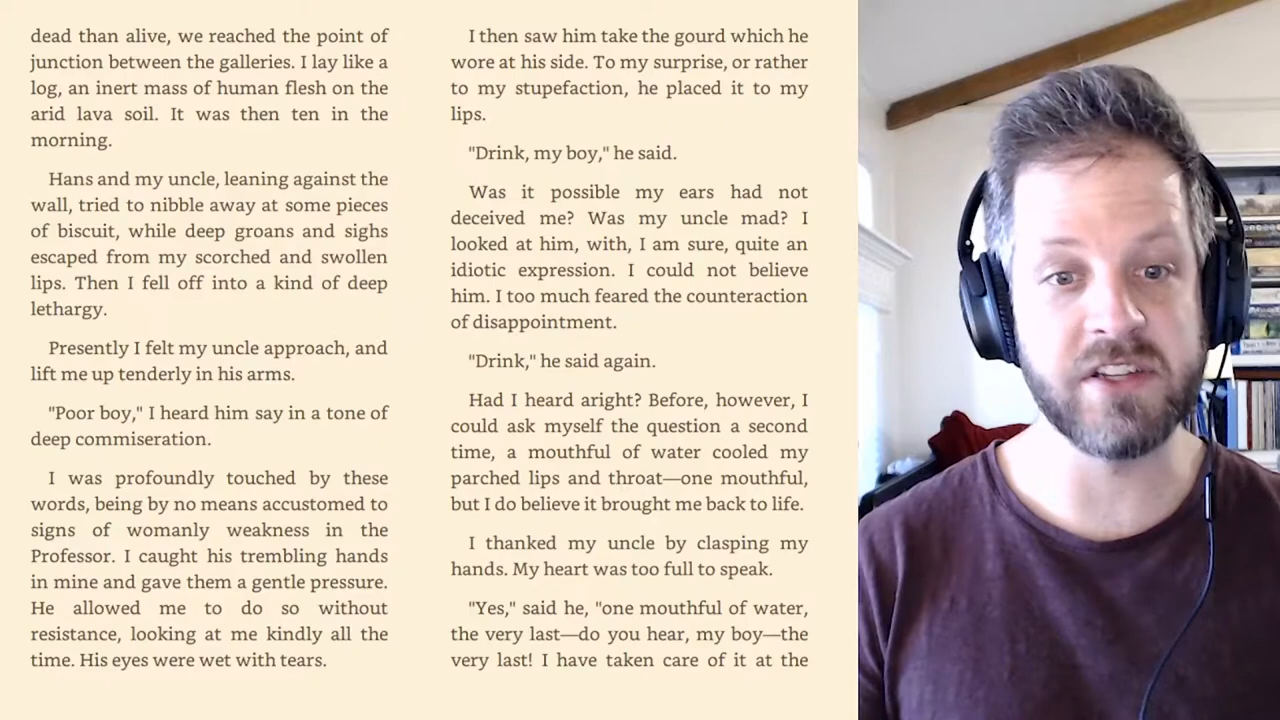 dead than alive, we reached the point of
junction between the galleries. I lay like a
log, an inert mass of human flesh on the
arid lava soil. It was then ten in the
morning.
Hans and my uncle, leaning against the
wall, tried to nibble away at some pieces
of biscuit, while deep groans and sighs
escaped from my scorched and swollen
lips. Then I fell off into a kind of deep
lethargy.
Presently I felt my uncle approach, and
lift me up tenderly in his arms.
"Poor boy," I heard him say in a tone of
deep commiseration.
I was profoundly touched by these
words, being by no means accustomed to
signs of womanly weakness in the
Professor. I caught his trembling hands
in mine and gave them a gentle pressure.
He allowed me to do so without
resistance, looking at me kindly all the
time. His eyes were wet with tears.
I then saw him take the gourd which he
wore at his side. To my surprise, or rather
to my stupefaction, he placed it to my
lips.
"Drink, my boy," he said.
Was it possible my ears had not
deceived me? Was my uncle mad? I
looked at him, with, I am sure, quite an
idiotic expression. I could not believe
him. I too much feared the counteraction
of disappointment.
"Drink," he said again.
Had I heard aright? Before, however, I
could ask myself the question a second
time, a mouthful of water cooled my
parched lips and throat—one mouthful,
but I do believe it brought me back to life.
I thanked my uncle by clasping my
hands. My heart was too full to speak.
"Yes," said he, "one mouthful of water,
the very last—do you hear, my boy—the
very last! I have taken care of it at the